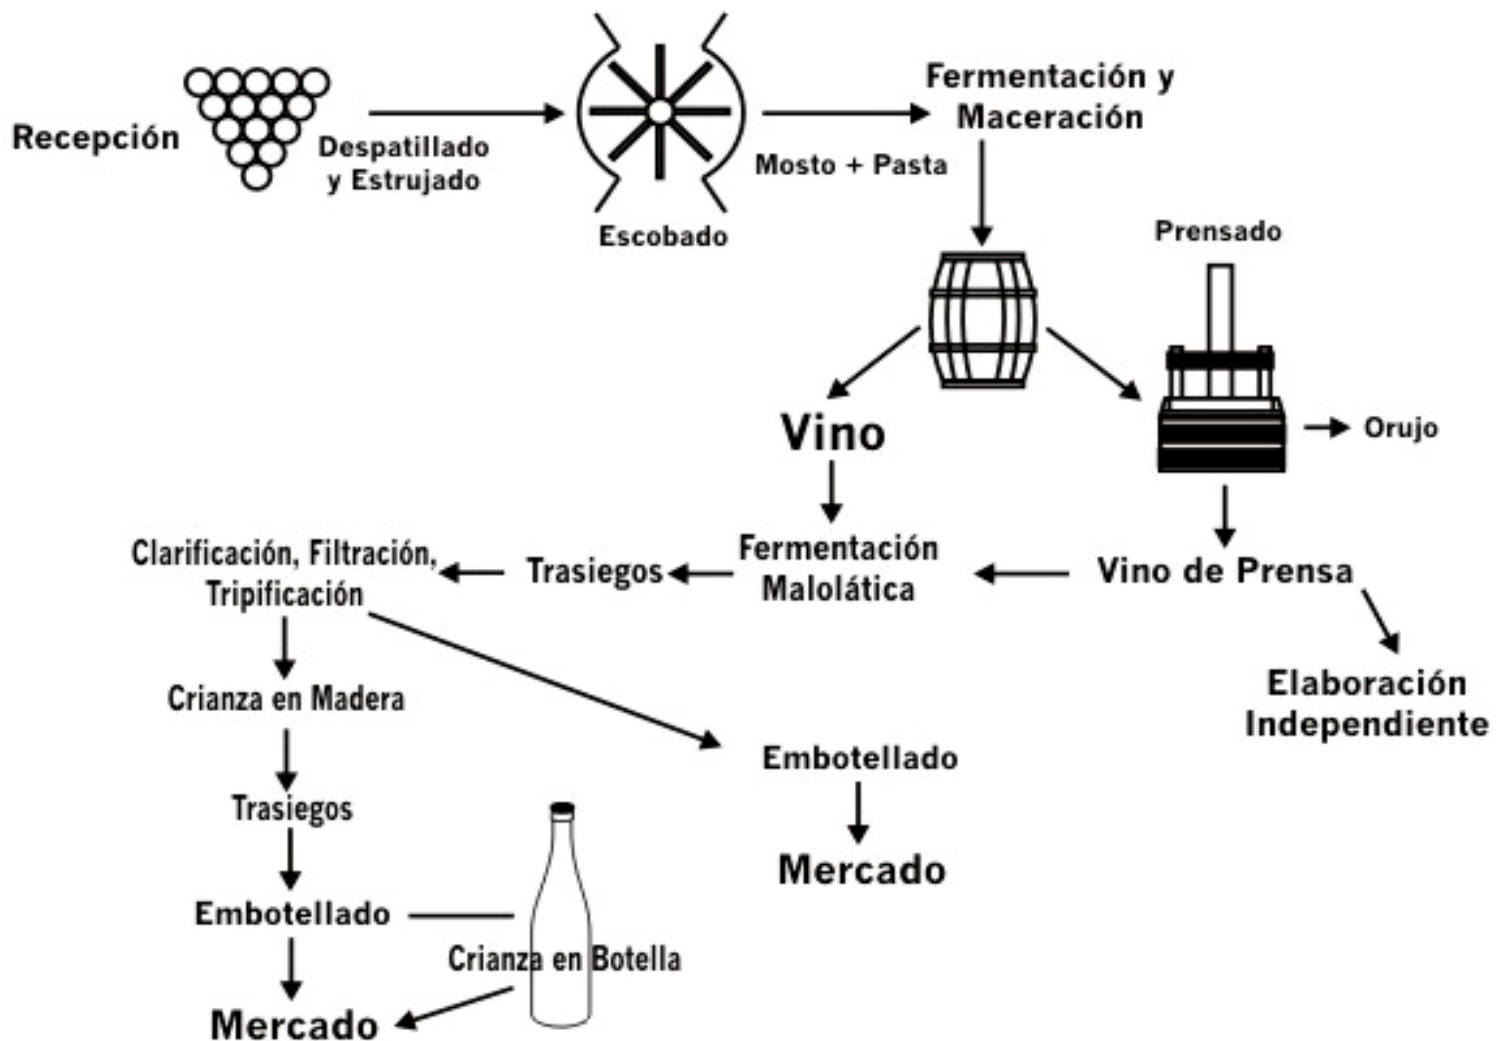 Recepción
Despatillado
y Estrujado
Escobado
Mosto + Pasta
Fermentación y
Maceración
Prensado
Orujo
Vino
Vino de Prensa
Elaboración
Independiente
Fermentación
Malolática
Trasiegos
Clarificación, Filtración,
Tripificación
Crianza en Madera
Trasiegos
Embotellado
Crianza en Botella
Mercado
Embotellado
Mercado